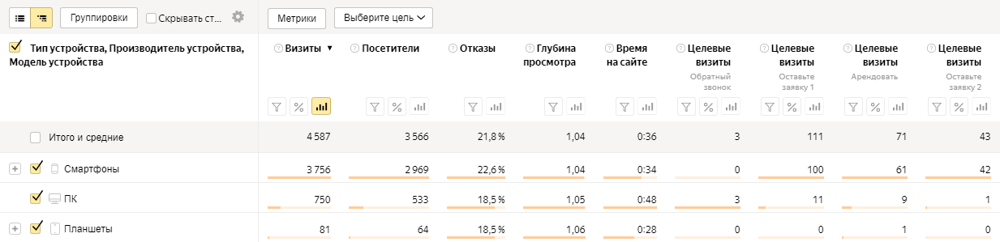 Группировки
Скрывать ст...
Метрики
Выберите цель
Тип устройства, Производитель устройства,
Модель устройства
Визиты ▼
Посетители
Отказы
Глубина
просмотра
Время
на сайте
Целевые
визиты
Обратный
звонок
Целевые
визиты
Оставьте
заявку 1
Целевые
визиты
Арендовать
Целевые
визиты
Оставьте
заявку 2
Итого и средние 4 587 3 566 21,8 % 1,04 0:36 3 111 71 43
Смартфоны 3 756 2 969 22,6 % 1,04 0:34 0 100 61 42
ПК 750 533 18,5 % 1,05 0:48 3 11 9 1
Планшеты 81 64 18,5 % 1,06 0:28 0 0 1 0